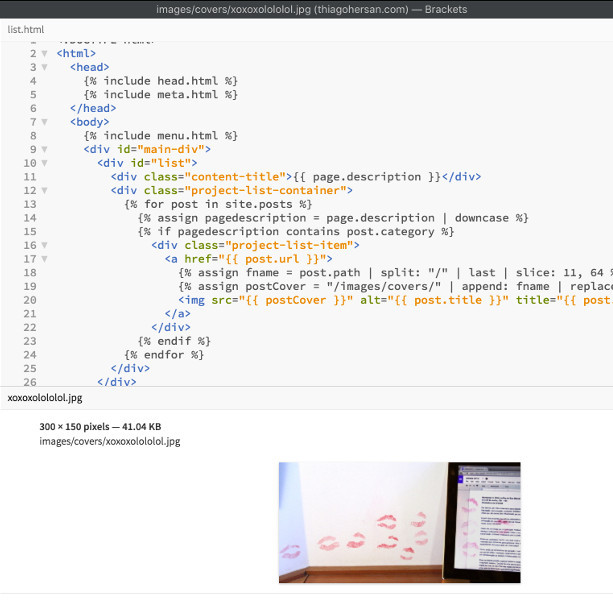 images/covers/xoxoxolololol.jpg (thiagohersan.com) — Brackets
list.html
2 <html>
3 <head>
4 {% include head.html %}
5 {% include meta.html %}
6 </head>
7 <body>
8 {% include menu.html %}
9 <div id="main-div">
10 <div id="list">
11 <div class="content-title">{{ page.description }}</div>
12 <div class="project-list-container">
13 {% for post in site.posts %}
14 {% assign pagedescription = page.description | downcase %}
15 {% if pagedescription contains post.category %}
16 <div class="project-list-item">
17 <a href="{{ post.url }}">
18 {% assign fname = post.path | split: "/" | last | slice: 11, 64 %
19 {% assign postCover = "/images/covers/" | append: fname | replace
20 <img src="{{ postCover }}" alt="{{ post.title }}" title="{{ post.
21 </a>
22 </div>
23 {% endif %}
24 {% endfor %}
25 </div>
26 </div>
xoxoxolololol.jpg
300 × 150 pixels — 41.04 KB
images/covers/xoxoxolololol.jpg